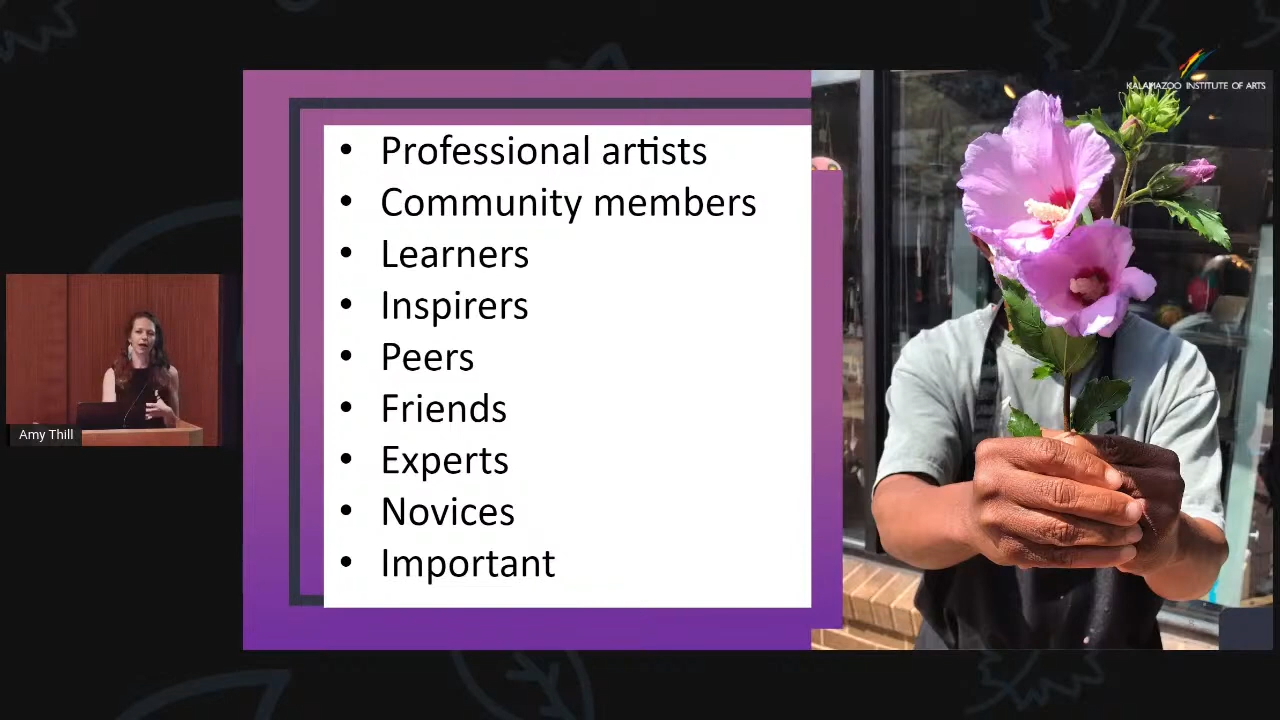 KALAMAZOO INSTITUTE OF ARTS
• Professional artists
• Community members
• Learners
• Inspirers
• Peers
• Friends
• Experts
• Novices
• Important
Amy Thill